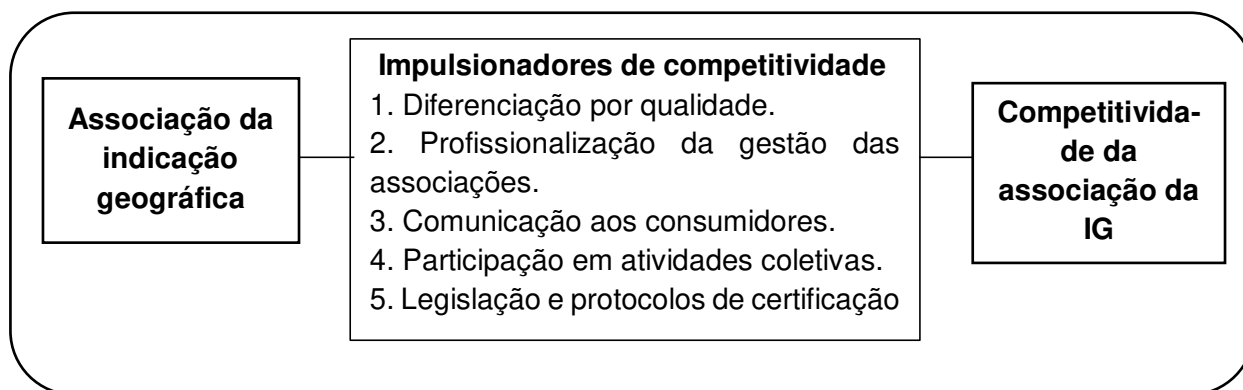 Associação da
indicação
geográfica
Impulsionadores de competitividade
1. Diferenciação por qualidade.
2. Profissionalização da gestão das
associações.
3. Comunicação aos consumidores.
4. Participação em atividades coletivas.
5. Legislação e protocolos de certificação
Competitivida-
de da
associação da
IG